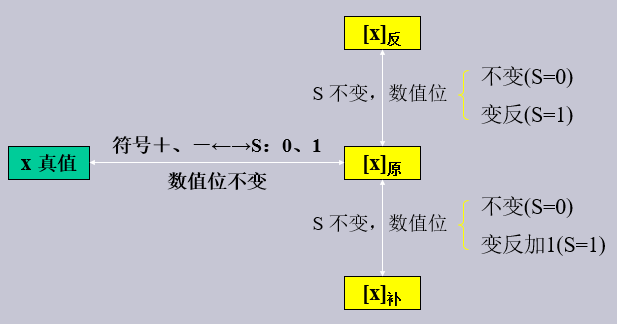 [x]反
S 不变，数值位
不变(S=0)
变反(S=1)
符号＋、－←→S：0、1
x 真值
[x]原
数值位不变
S 不变，数值位
不变(S=0)
变反加1(S=1)
[x]补